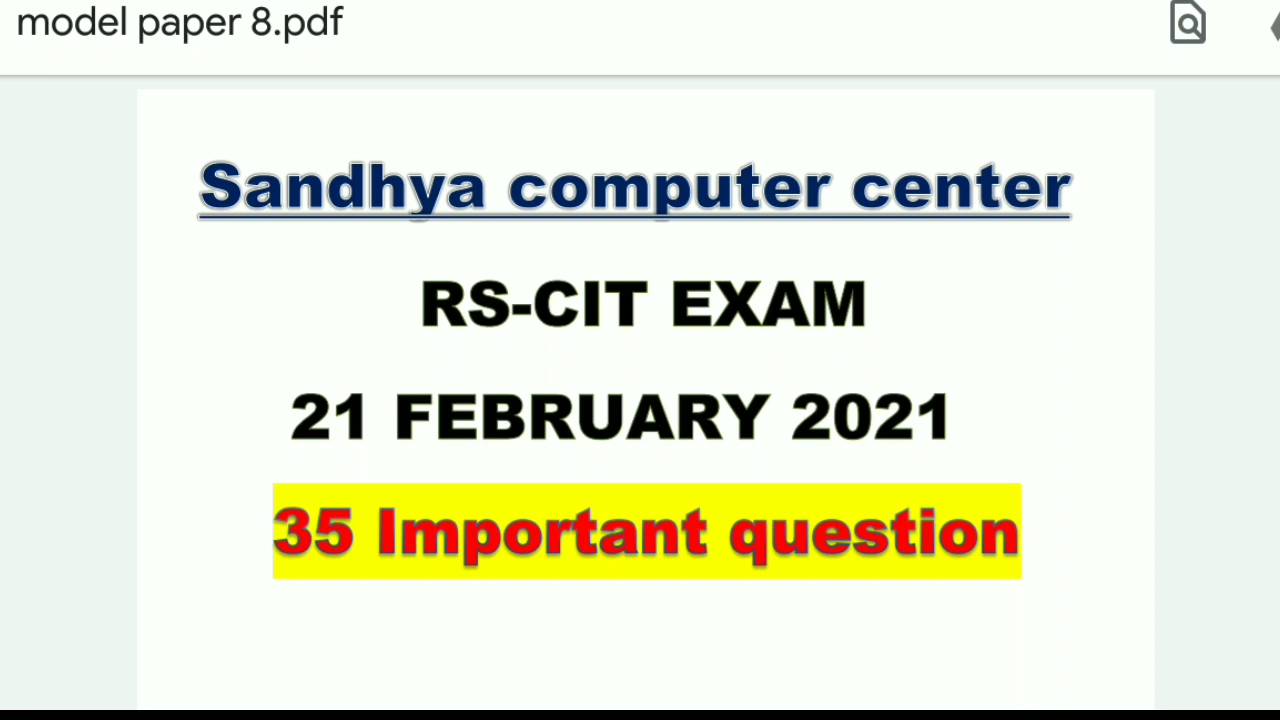 model paper 8.pdf
Sandhya computer center
RS-CIT EXAM
21 FEBRUARY 2021
35 Important question